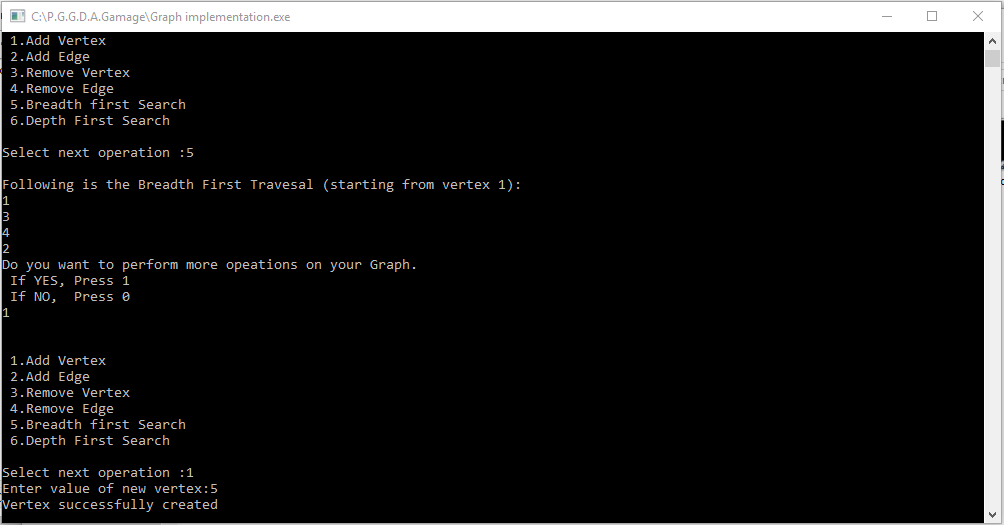 C:\P.G.G.D.A.Gamage\Graph implementation.exe
1.Add Vertex
2.Add Edge
3.Remove Vertex
4.Remove Edge
5.Breadth first Search
6.Depth First Search
Select next operation :5
Following is the Breadth First Travesal (starting from vertex 1):
1
3
4
2
Do you want to perform more opeations on your Graph.
If YES, Press 1
If NO,  Press 0
1
1.Add Vertex
2.Add Edge
3.Remove Vertex
4.Remove Edge
5.Breadth first Search
6.Depth First Search
Select next operation :1
Enter value of new vertex:5
Vertex successfully created